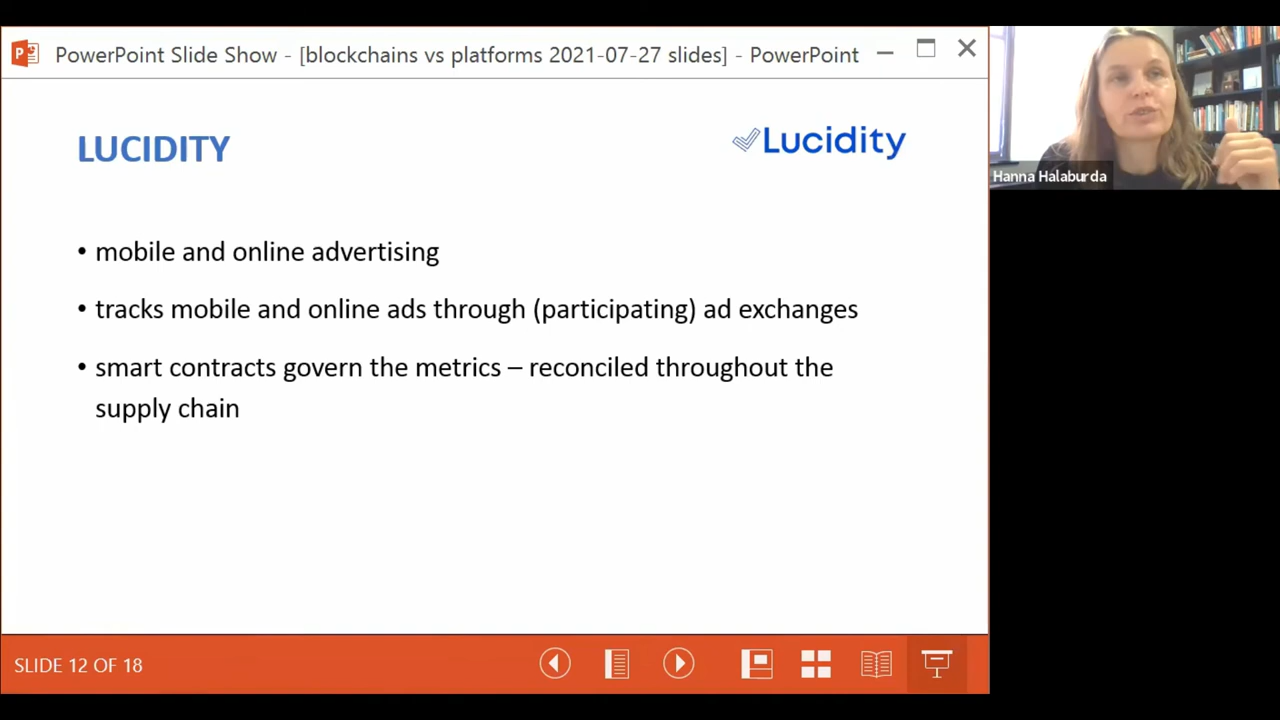 PowerPoint Slide Show - [blockchains vs platforms 2021-07-27 slides] - PowerPoint
LUCIDITY
Lucidity
• mobile and online advertising
• tracks mobile and online ads through (participating) ad exchanges
• smart contracts govern the metrics – reconciled throughout the
supply chain
SLIDE 12 OF 18
Hanna Halaburda